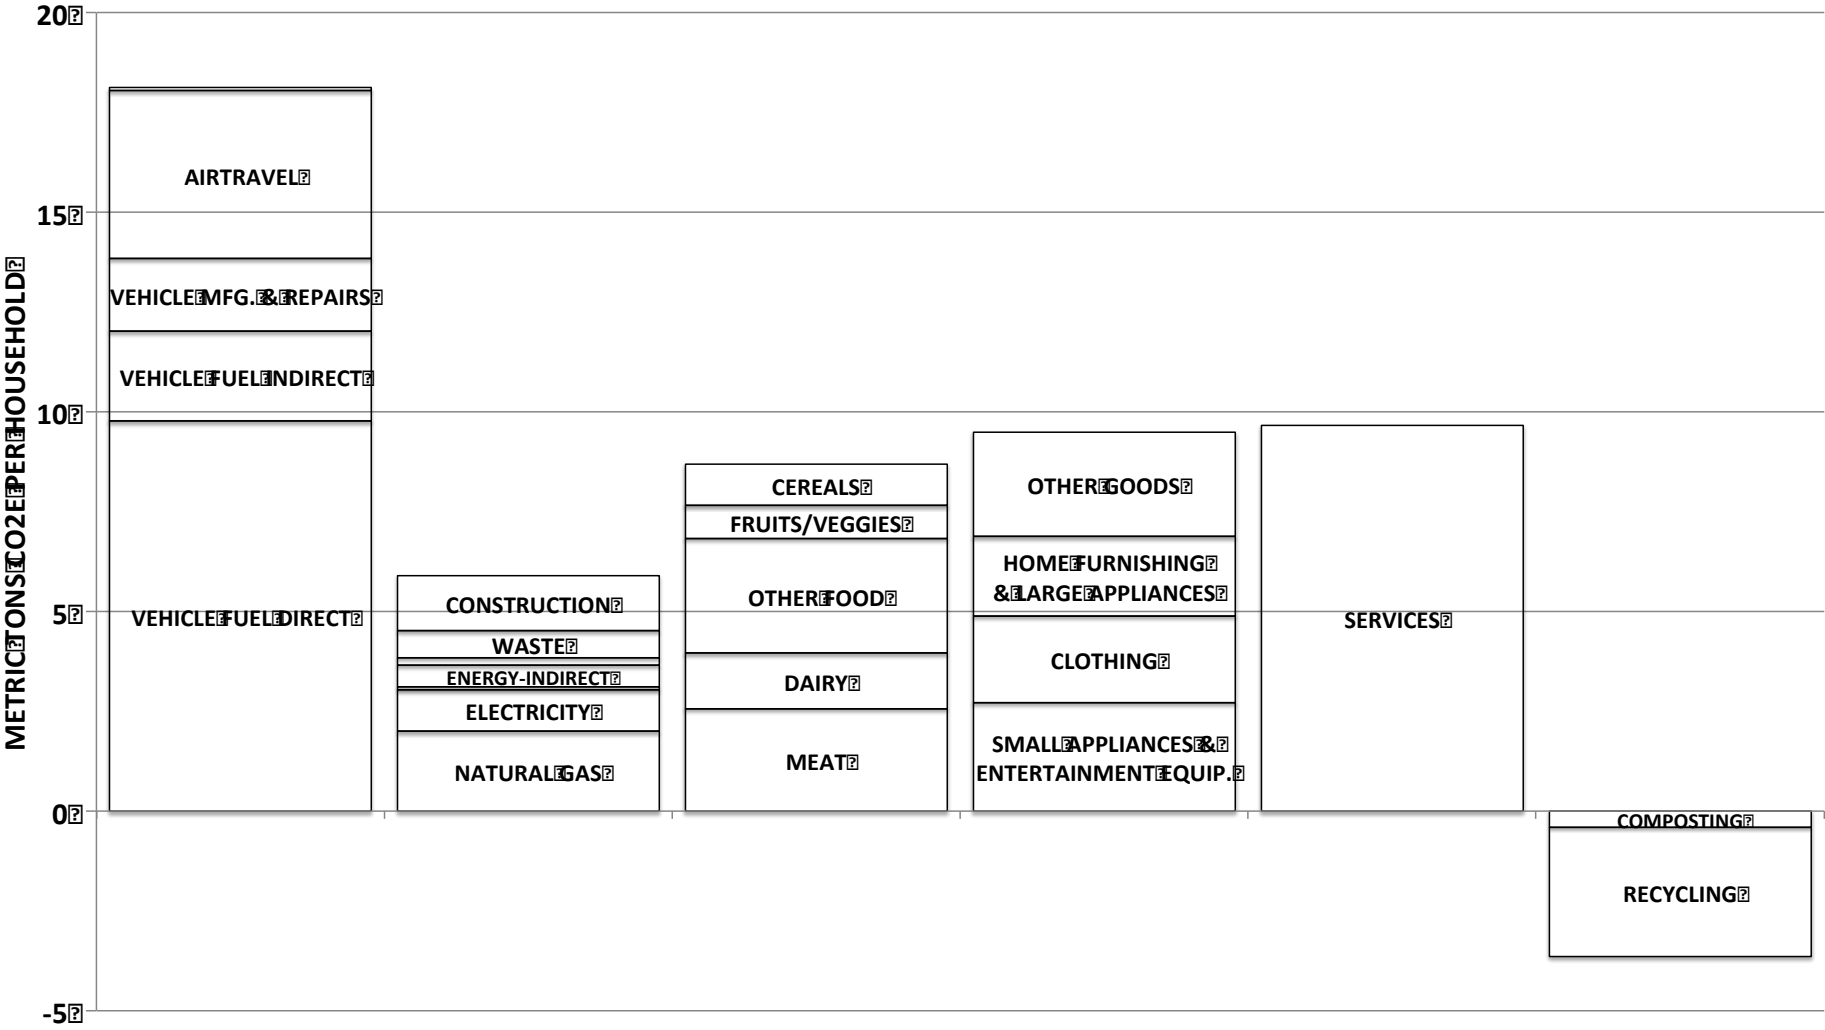 20
15
10
5
0
-5
METRIC TONS CO2E PER HOUSEHOLD
AIRTRAVEL
VEHICLE MFG. & REPAIRS
VEHICLE FUEL INDIRECT
VEHICLE FUEL DIRECT
CONSTRUCTION
WASTE
ENERGY-INDIRECT
ELECTRICITY
NATURAL GAS
CEREALS
FRUITS/VEGGIES
OTHER FOOD
DAIRY
MEAT
OTHER GOODS
HOME FURNISHING
& LARGE APPLIANCES
CLOTHING
SMALL APPLIANCES &
ENTERTAINMENT EQUIP.
SERVICES
COMPOSTING
RECYCLING